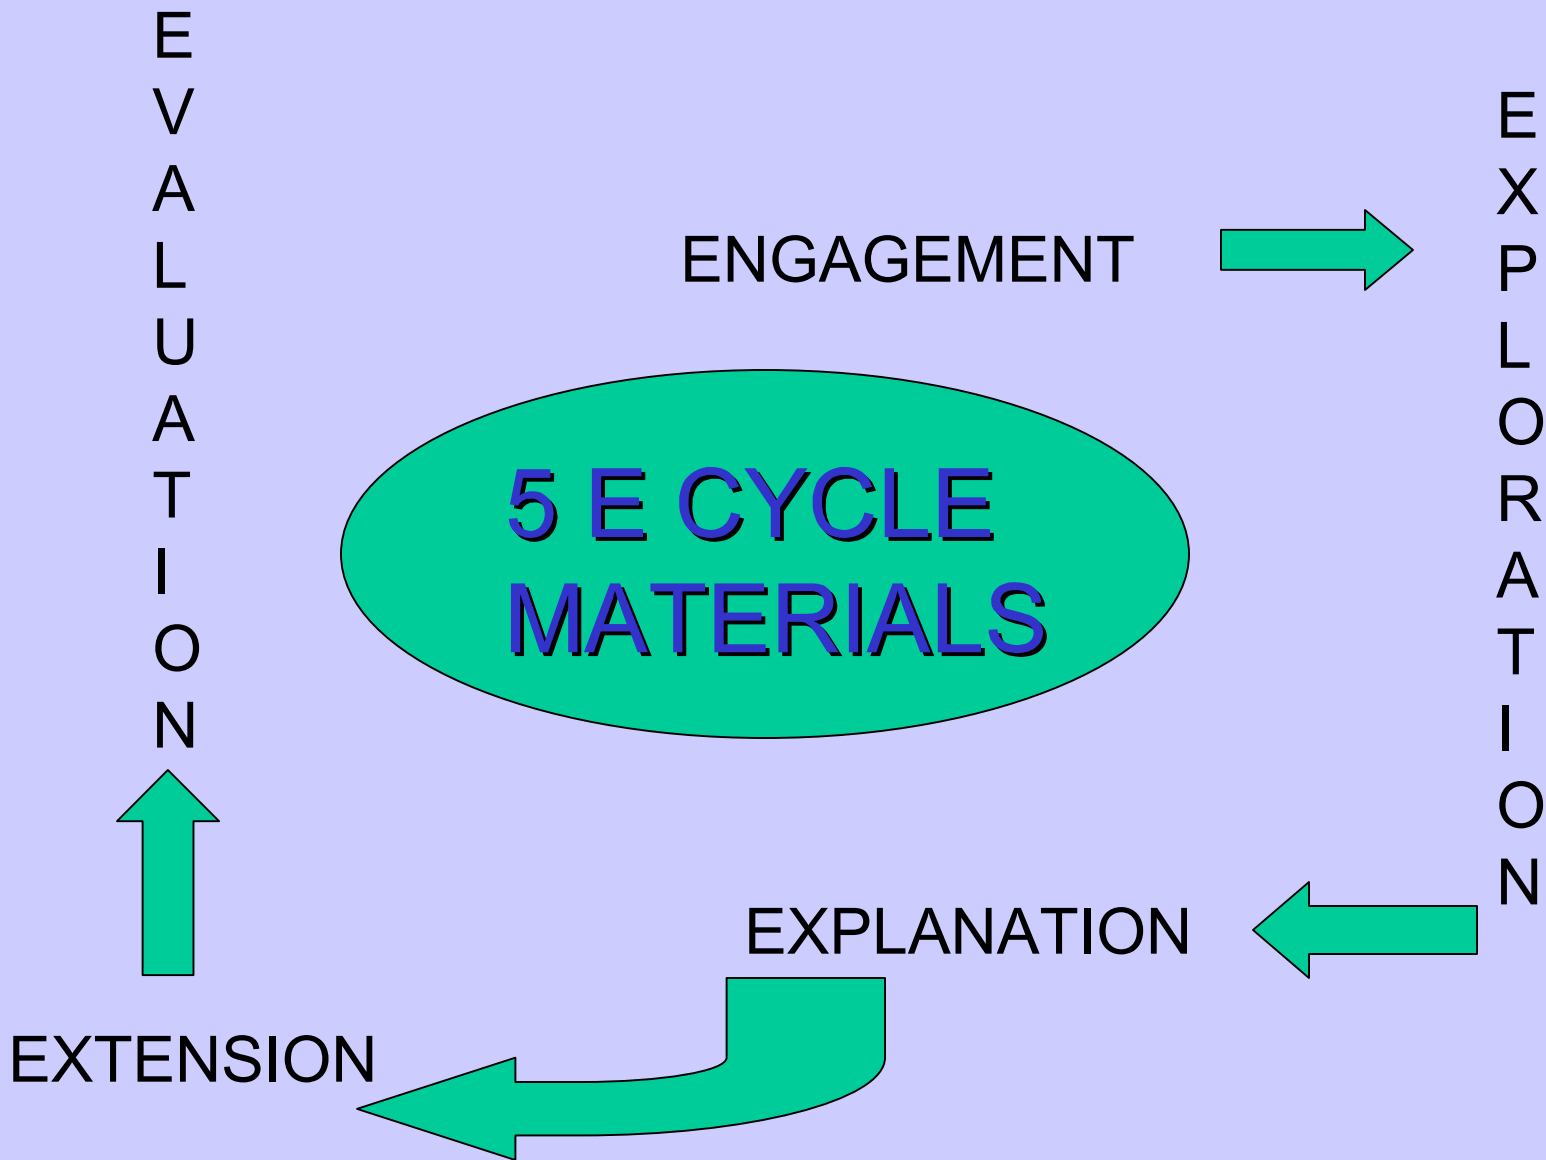 ENGAGEMENT
EXPLORATION
5 E CYCLE
MATERIALS
EXPLANATION
EXTENSION
EVALUATION